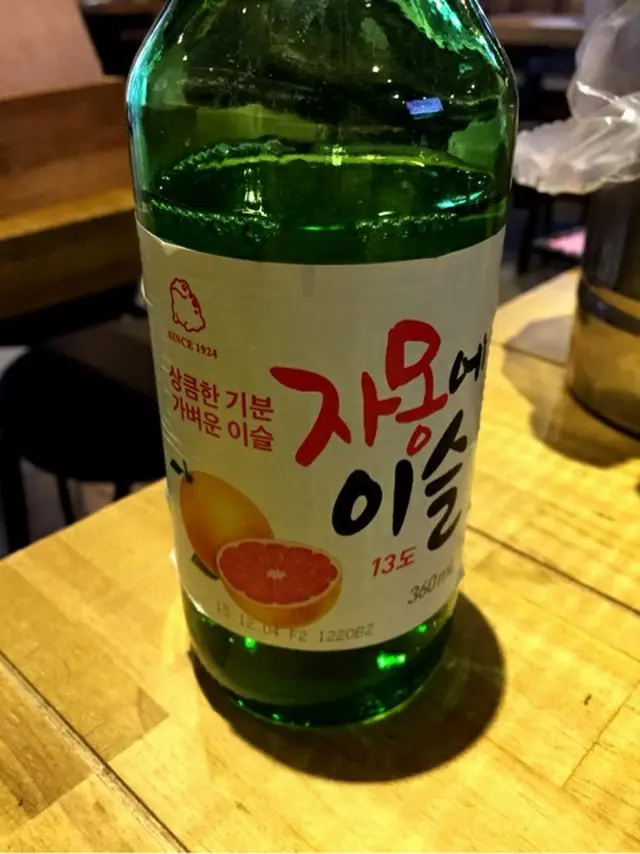 SINCE 1924
상큼한 기분
가벼운 이슬
자몽에
이슬
13도
360mL
15 12.04 F2 1220B2